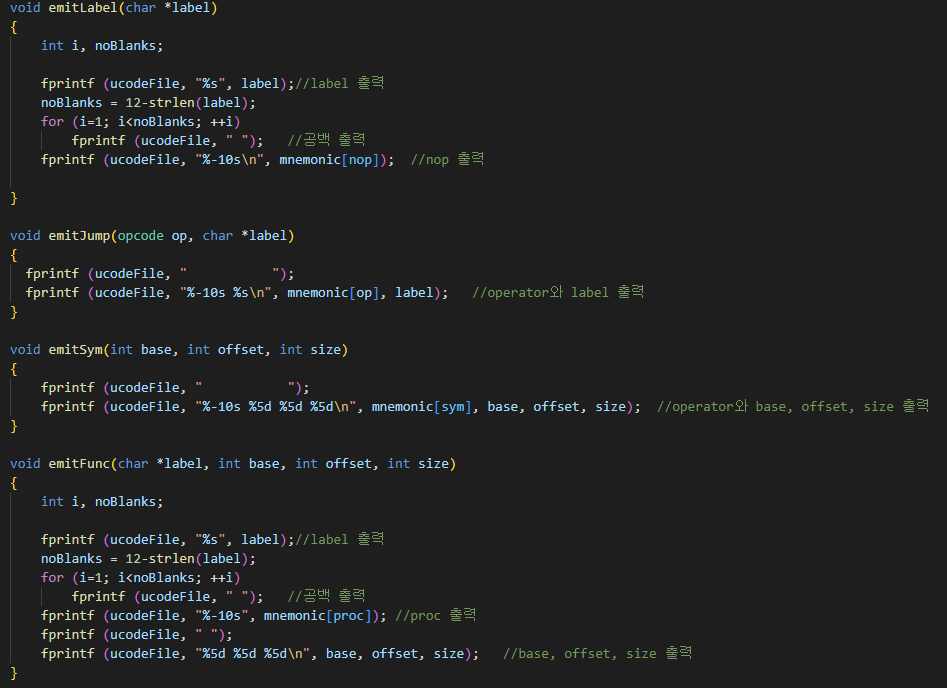 void emitLabel(char *label)
{
    int i, noBlanks;

    fprintf (ucodeFile, "%s", label);//label 출력
    noBlanks = 12-strlen(label);
    for (i=1; i<noBlanks; ++i)
        fprintf (ucodeFile, " ");   //공백 출력
    fprintf (ucodeFile, "%-10s\n", mnemonic[nop]);  //nop 출력

}

void emitJump(opcode op, char *label)
{
  fprintf (ucodeFile, "           ");
  fprintf (ucodeFile, "%-10s %s\n", mnemonic[op], label);   //operator와 label 출력
}

void emitSym(int base, int offset, int size)
{
    fprintf (ucodeFile, "           ");
    fprintf (ucodeFile, "%-10s %5d %5d %5d\n", mnemonic[sym], base, offset, size);  //operator와 base, offset, size 출력
}

void emitFunc(char *label, int base, int offset, int size)
{
    int i, noBlanks;

    fprintf (ucodeFile, "%s", label);//label 출력
    noBlanks = 12-strlen(label);
    for (i=1; i<noBlanks; ++i)
        fprintf (ucodeFile, " ");   //공백 출력
    fprintf (ucodeFile, "%-10s", mnemonic[proc]); //proc 출력
    fprintf (ucodeFile, " ");
    fprintf (ucodeFile, "%5d %5d %5d\n", base, offset, size);   //base, offset, size 출력
}